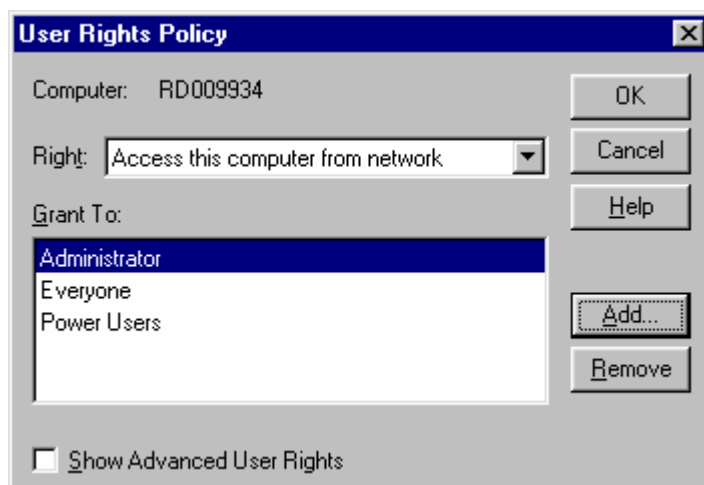 User Rights Policy
Computer: RD009934
OK
Right: Access this computer from network
Cancel
Help
Grant To:
Administrator
Everyone
Power Users
Add...
Remove
Show Advanced User Rights